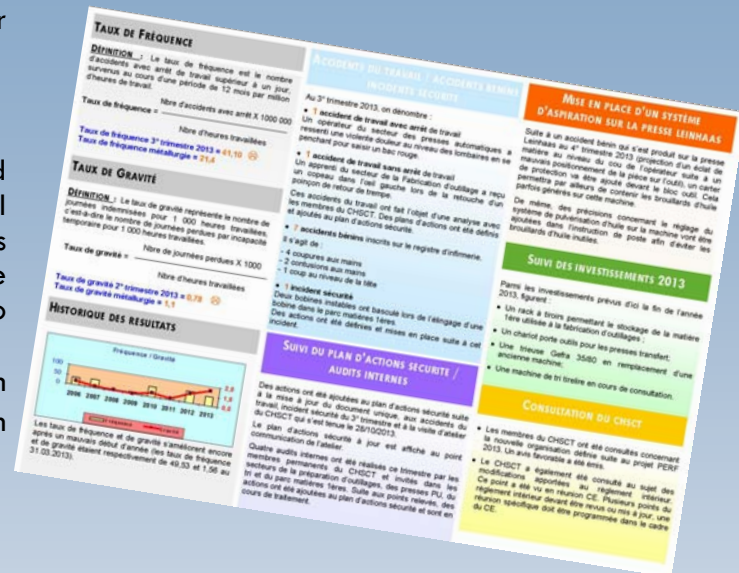 r
d
l
s
e
o
n
n
TAUX DE FRÉQUENCE
DÉFINITION : Le taux de fréquence est le nombre
d'accidents avec arrêt de travail supérieur à un jour,
survenus au cours d'une période de 12 mois par million
d'heures de travail.
Nbre d'accidents avec arrêt X 1000 000
Taux de fréquence =
Nbre d'heures travaillées
Taux de fréquence 3° trimestre 2013 = 41,10
Taux de fréquence métallurgie = 21,4
TAUX DE GRAVITÉ
DÉFINITION : Le taux de gravité représente le nombre de
journées indemnisées pour 1 000 heures travaillées,
c'est-à-dire le nombre de journées perdues par incapacité
temporaire pour 1 000 heures travaillées.
Nbre de journées perdues X 1000
Taux de gravité =
Nbre d'heures travaillées
Taux de gravité 2° trimestre 2013 = 0,78
Taux de gravité métallurgie = 1,1
HISTORIQUE DES RESULTATS
Fréquence / Gravité
100
50
0
2,0
1,0
0,0
2006 2007 2008 2009 2010 2011 2012 2013
Les taux de fréquence et de gravité s'améliorent encore
après un mauvais début d'année (les taux de fréquence
et de gravité étaient respectivement de 49,53 et 1,56 au
31.03.2013).
ACCIDENTS DU TRAVAIL / ACCIDENTS BENINS
INCIDENTS SECURITE
Au 3° trimestre 2013, on dénombre :
• 1 accident de travail avec arrêt de travail
Un opérateur du secteur des presses automatiques a
ressenti une violente douleur au niveau des lombaires en se
penchant pour saisir un bac rouge.
• 1 accident de travail sans arrêt de travail
Un apprenti du secteur de la Fabrication d'outillage a reçu
un copeau dans l'œil gauche lors de la retouche d'un
poinçon de retour de trempe.
Ces accidents du travail ont fait l'objet d'une analyse avec
les membres du CHSCT. Des plans d'actions ont été définis
et ajoutés au plan d'actions sécurité.
• 7 accidents bénins inscrits sur le registre d'infirmerie.
Il s'agit de :
- 4 coupures aux mains
- 2 contusions aux mains
- 1 coup au niveau de la tête
• 1 incident sécurité
Deux bobines instables ont basculé lors de l'élingage d'une
bobine dans le parc matières 1ères.
Des actions ont été définies et mises en place suite à cet
incident.
SUIVI DU PLAN D'ACTIONS SECURITE /
AUDITS INTERNES
Des actions ont été ajoutées au plan d'actions sécurité suite
à la mise à jour du document unique, aux accidents du
travail, incident sécurité du 3° trimestre et à la visite d'atelier
du CHSCT qui s'est tenue le 28/10/2013.
Le plan d'actions sécurité à jour est affiché au point
communication de l'atelier.
Quatre audits internes ont été réalisés ce trimestre par les
membres permanents du CHSCT et invités dans les
secteurs de la préparation d'outillages, des presses PU, du
tri et du parc matières 1ères. Suite aux points relevés, des
actions ont été ajoutées au plan d'actions sécurité et sont en
cours de traitement.
MISE EN PLACE D'UN SYSTÈME
D'ASPIRATION SUR LA PRESSE LEINHAAS
Suite à un accident bénin qui s'est produit sur la presse
Leinhaas au 4° trimestre 2013 (projection d'un éclat de
matière au niveau du cou de l'opérateur suite à un
mauvais positionnement de la pièce sur l'outil), un carter
de protection va être ajouté devant le bloc outil. Cela
permettra par ailleurs de contenir les brouillards d'huile
parfois générés sur cette machine.
De même, des précisions concernant le réglage du
système de pulvérisation d'huile sur la machine vont être
ajoutées dans l'instruction de poste afin d'éviter les
brouillards d'huile inutiles.
SUIVI DES INVESTISSEMENTS 2013
Parmi les investissements prévus d'ici la fin de l'année
2013, figurent :
• Un rack à tiroirs permettant le stockage de la matière
1ère utilisée à la fabrication d'outillages ;
• Un chariot porte outils pour les presses transfert;
• Une trieuse Gefra 35/80 en remplacement d'une
ancienne machine;
• Une machine de tri tirefire en cours de consultation.
CONSULTATION DU CHSCT
• Les membres du CHSCT ont été consultés concernant
la nouvelle organisation définie suite au projet PERF
2013. Un avis favorable a été émis.
• Le CHSCT a également été consulté au sujet des
modifications apportées au règlement intérieur.
Ce point a été vu en réunion CE. Plusieurs points du
règlement intérieur devant être revus ou mis à jour, une
réunion spécifique doit être programmée dans le cadre
du CE.